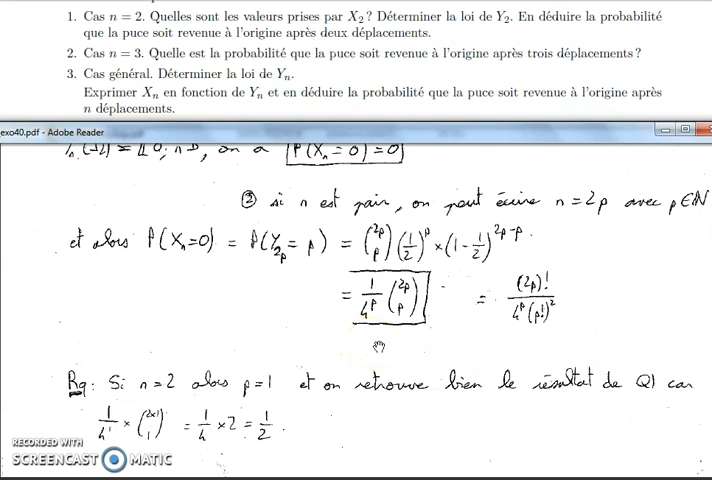 1. Cas n = 2. Quelles sont les valeurs prises par X₂ ? Déterminer la loi de Y₂. En déduire la probabilité
que la puce soit revenue à l'origine après deux déplacements.
2. Cas n = 3. Quelle est la probabilité que la puce soit revenue à l'origine après trois déplacements ?
3. Cas général. Déterminer la loi de Yₙ.
Exprimer Xₙ en fonction de Yₙ et en déduire la probabilité que la puce soit revenue à l'origine après
n déplacements.
exo40.pdf - Adobe Reader
on a P(Xₙ = 0) = 0
② si n est pair, on peut écrire n = 2p avec p ∈ ℕ
et alors P(Xₙ = 0) = P(Y₂ₚ = p) = (2p p) (1/2)^p × (1 - 1/2)^(2p-p)
= 1/4^p (2p p) = (2p)! / 4^p (p!)²
Rq : Si n = 2 alors p = 1 et on retrouve bien le résultat de Q1 car
1/4¹ × (2×1 1) = 1/4 × 2 = 1/2 .
RECORDED WITH
SCREENCAST MATIC